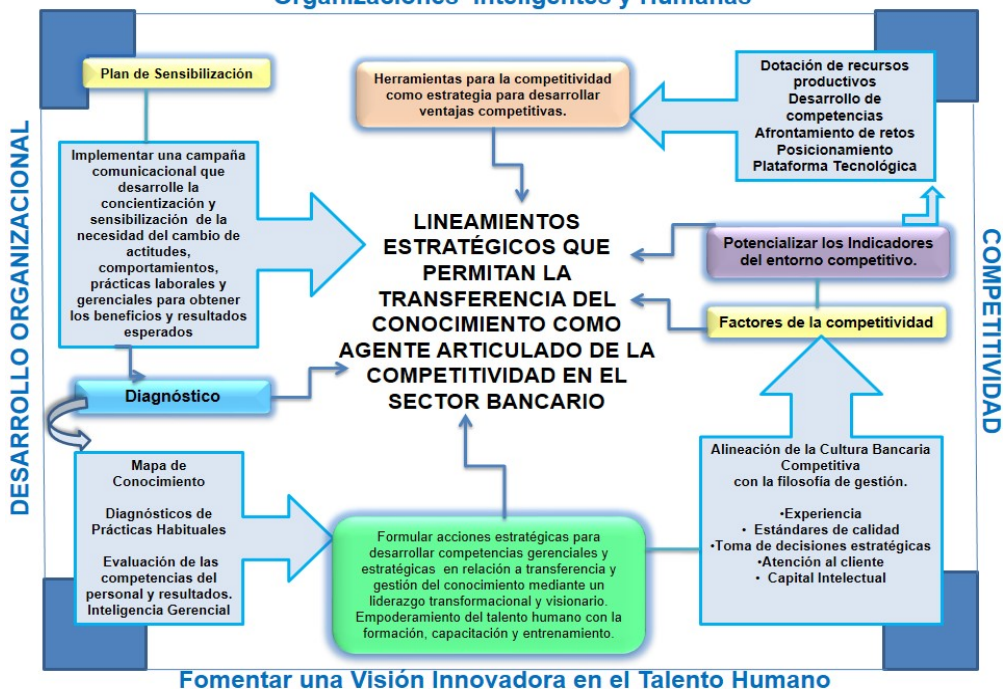 Organizaciones Inteligentes y Humanas
Plan de Sensibilización
Implementar una campaña
comunicacional que
desarrolle la
concientización y
sensibilización de la
necesidad del cambio de
actitudes,
comportamientos,
prácticas laborales y
gerenciales para obtener
los beneficios y resultados
esperados
Diagnóstico
Mapa de
Conocimiento
Diagnósticos de
Prácticas Habituales
Evaluación de las
competencias del
personal y resultados.
Inteligencia Gerencial
Herramientas para la competitividad
como estrategia para desarrollar
ventajas competitivas.
LINEAMIENTOS
ESTRATÉGICOS QUE
PERMITAN LA
TRANSFERENCIA DEL
CONOCIMIENTO COMO
AGENTE ARTICULADO DE LA
COMPETITIVIDAD EN EL
SECTOR BANCARIO
Formular acciones estratégicas para
desarrollar competencias gerenciales y
estratégicas en relación a transferencia y
gestión del conocimiento mediante un
liderazgo transformacional y visionario.
Empoderamiento del talento humano con la
formación, capacitación y entrenamiento.
Dotación de recursos
productivos
Desarrollo de
competencias
Afrontamiento de retos
Posicionamiento
Plataforma Tecnológica
Potencializar los Indicadores
del entorno competitivo.
Factores de la competitividad
Alineación de la Cultura Bancaria
Competitiva
con la filosofía de gestión.
•Experiencia
• Estándares de calidad
•Toma de decisiones estratégicas
•Atención al cliente
• Capital Intelectual
DESARROLLO ORGANIZACIONAL
COMPETITIVIDAD
Fomentar una Visión Innovadora en el Talento Humano